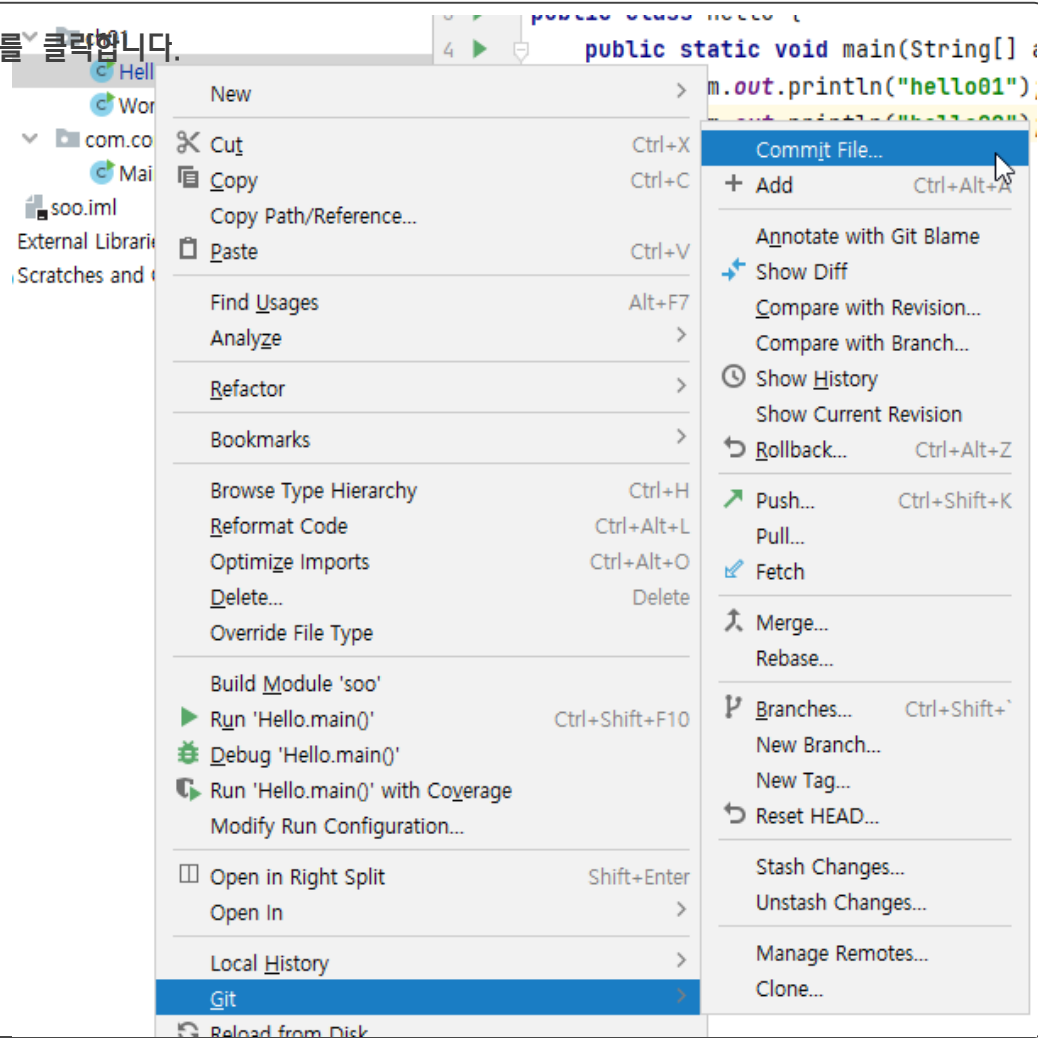 를 클릭합니다.
ch01
Hell
Wor
com.co
Mai
soo.iml
External Librarie
Scratches and
public class Hello {
4 public static void main(String[] a
m.out.println("hello01");
New
Cut Ctrl+X
Copy Ctrl+C
Copy Path/Reference...
Paste Ctrl+V
Find Usages Alt+F7
Analyze
Refactor
Bookmarks
Browse Type Hierarchy Ctrl+H
Reformat Code Ctrl+Alt+L
Optimize Imports Ctrl+Alt+O
Delete... Delete
Override File Type
Build Module 'soo'
Run 'Hello.main()' Ctrl+Shift+F10
Debug 'Hello.main()'
Run 'Hello.main()' with Coverage
Modify Run Configuration...
Open in Right Split Shift+Enter
Open In
Local History
Git
Reload from Disk
Commit File...
Add Ctrl+Alt+A
Annotate with Git Blame
Show Diff
Compare with Revision...
Compare with Branch...
Show History
Show Current Revision
Rollback... Ctrl+Alt+Z
Push... Ctrl+Shift+K
Pull...
Fetch
Merge...
Rebase...
Branches... Ctrl+Shift+`
New Branch...
New Tag...
Reset HEAD...
Stash Changes...
Unstash Changes...
Manage Remotes...
Clone...